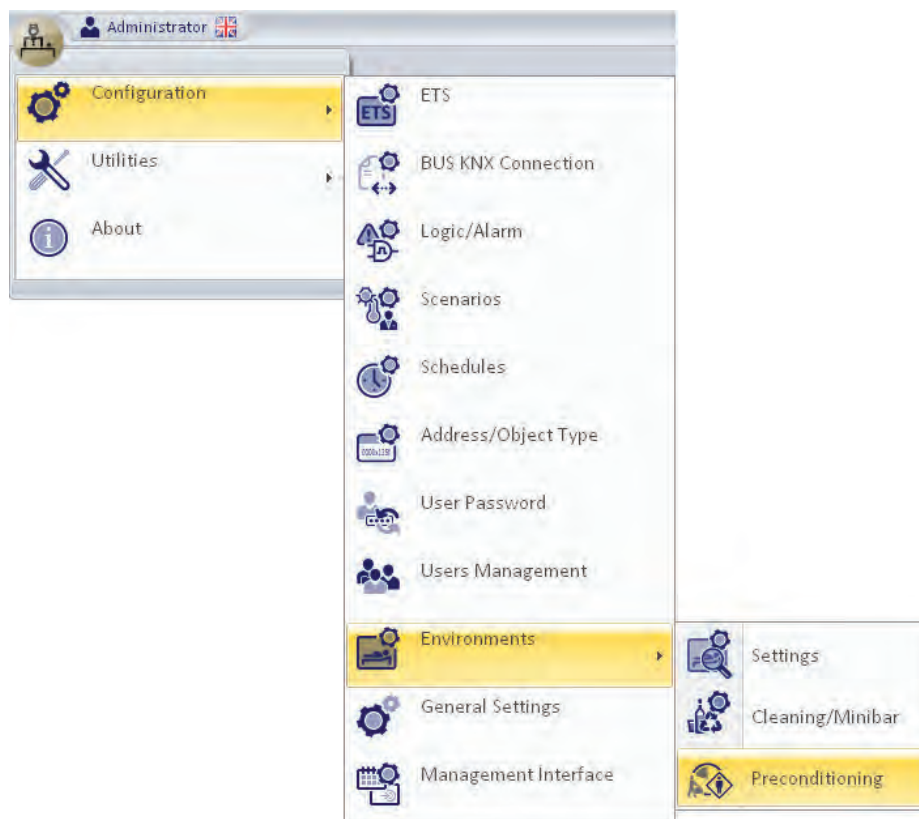 Administrator
Configuration
Utilities
About
ETS
ETS
BUS KNX Connection
Logic/Alarm
Scenarios
Schedules
Address/Object Type
User Password
Users Management
Environments
General Settings
Management Interface
Settings
Cleaning/Minibar
Preconditioning